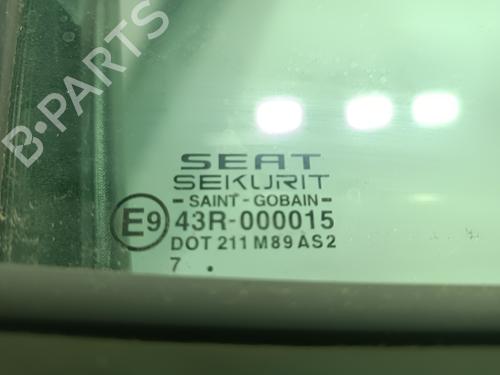 B-PARTS
SEAT
SEKURIT
- SAINT - GOBAIN -
E9 43R-000015
DOT 211 M89 AS2
7 .